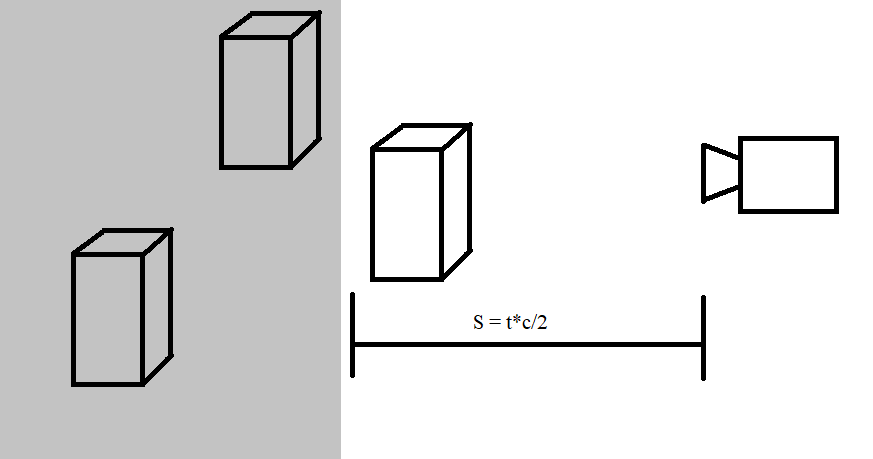 S = t*c/2